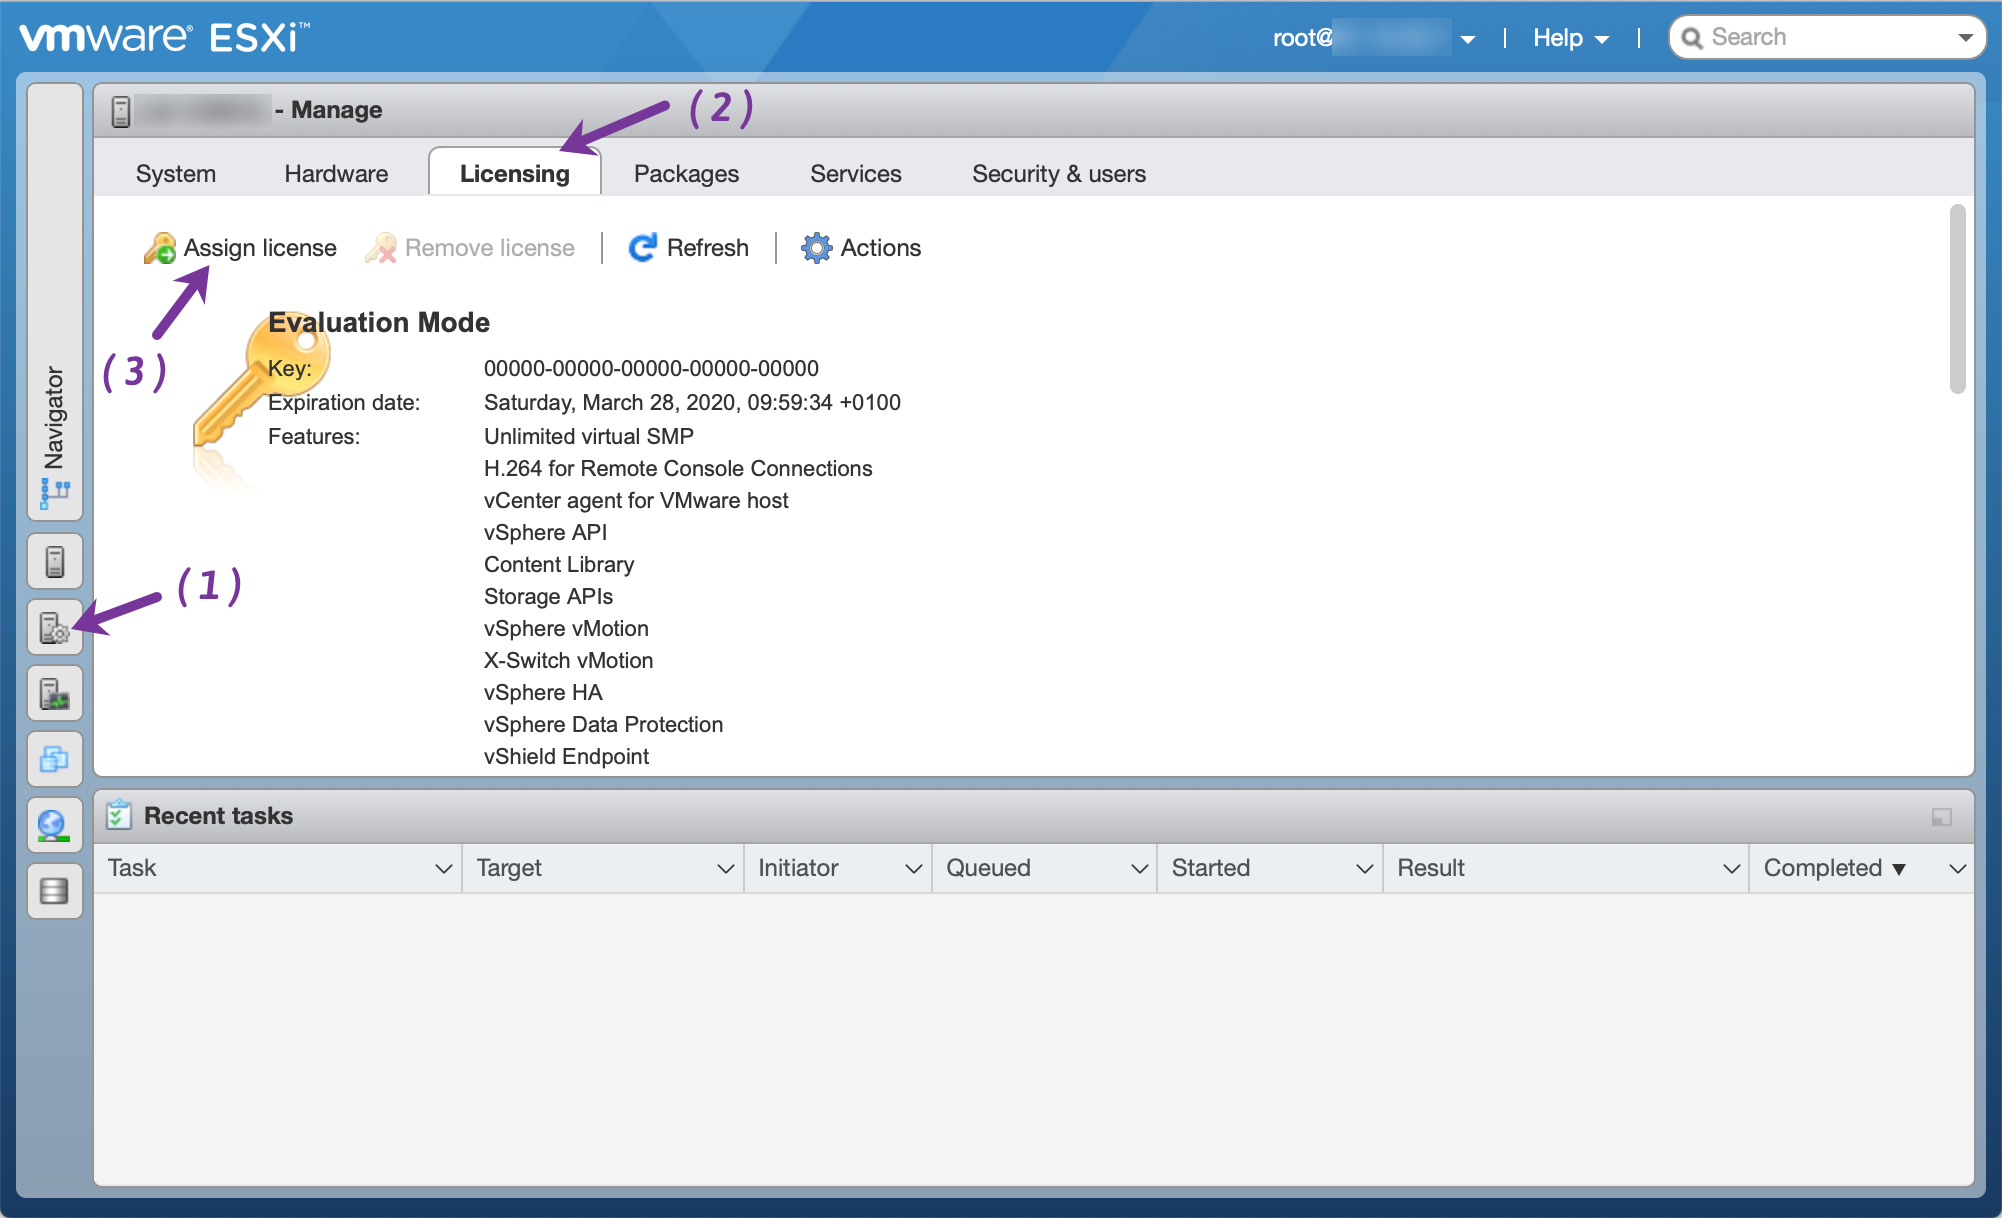 vmware® ESXi™
root@
Help
Search
- Manage
(2)
System Hardware Licensing Packages Services Security & users
Assign license Remove license Refresh Actions
(3)
Evaluation Mode
Key: 00000-00000-00000-00000-00000
Expiration date: Saturday, March 28, 2020, 09:59:34 +0100
Features: Unlimited virtual SMP
H.264 for Remote Console Connections
vCenter agent for VMware host
vSphere API
Content Library
Storage APIs
vSphere vMotion
X-Switch vMotion
vSphere HA
vSphere Data Protection
vShield Endpoint
Navigator
(1)
Recent tasks
Task Target Initiator Queued Started Result Completed ▼